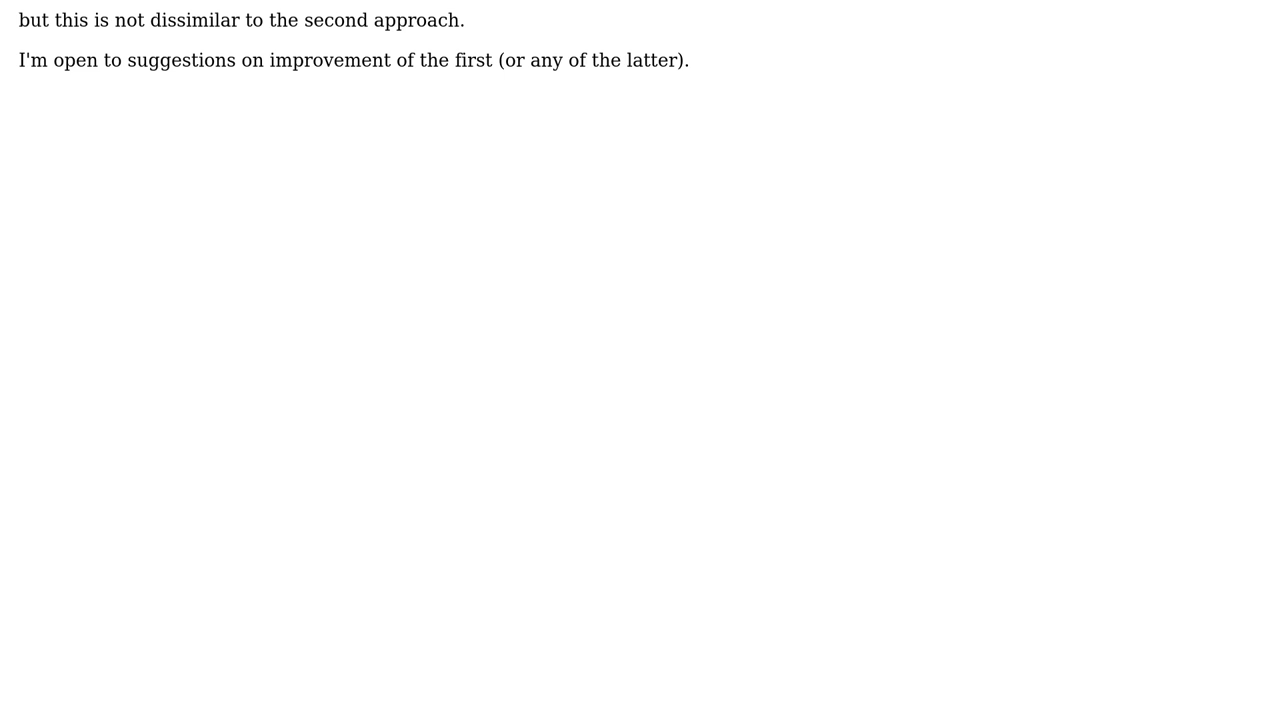 but this is not dissimilar to the second approach.
I'm open to suggestions on improvement of the first (or any of the latter).